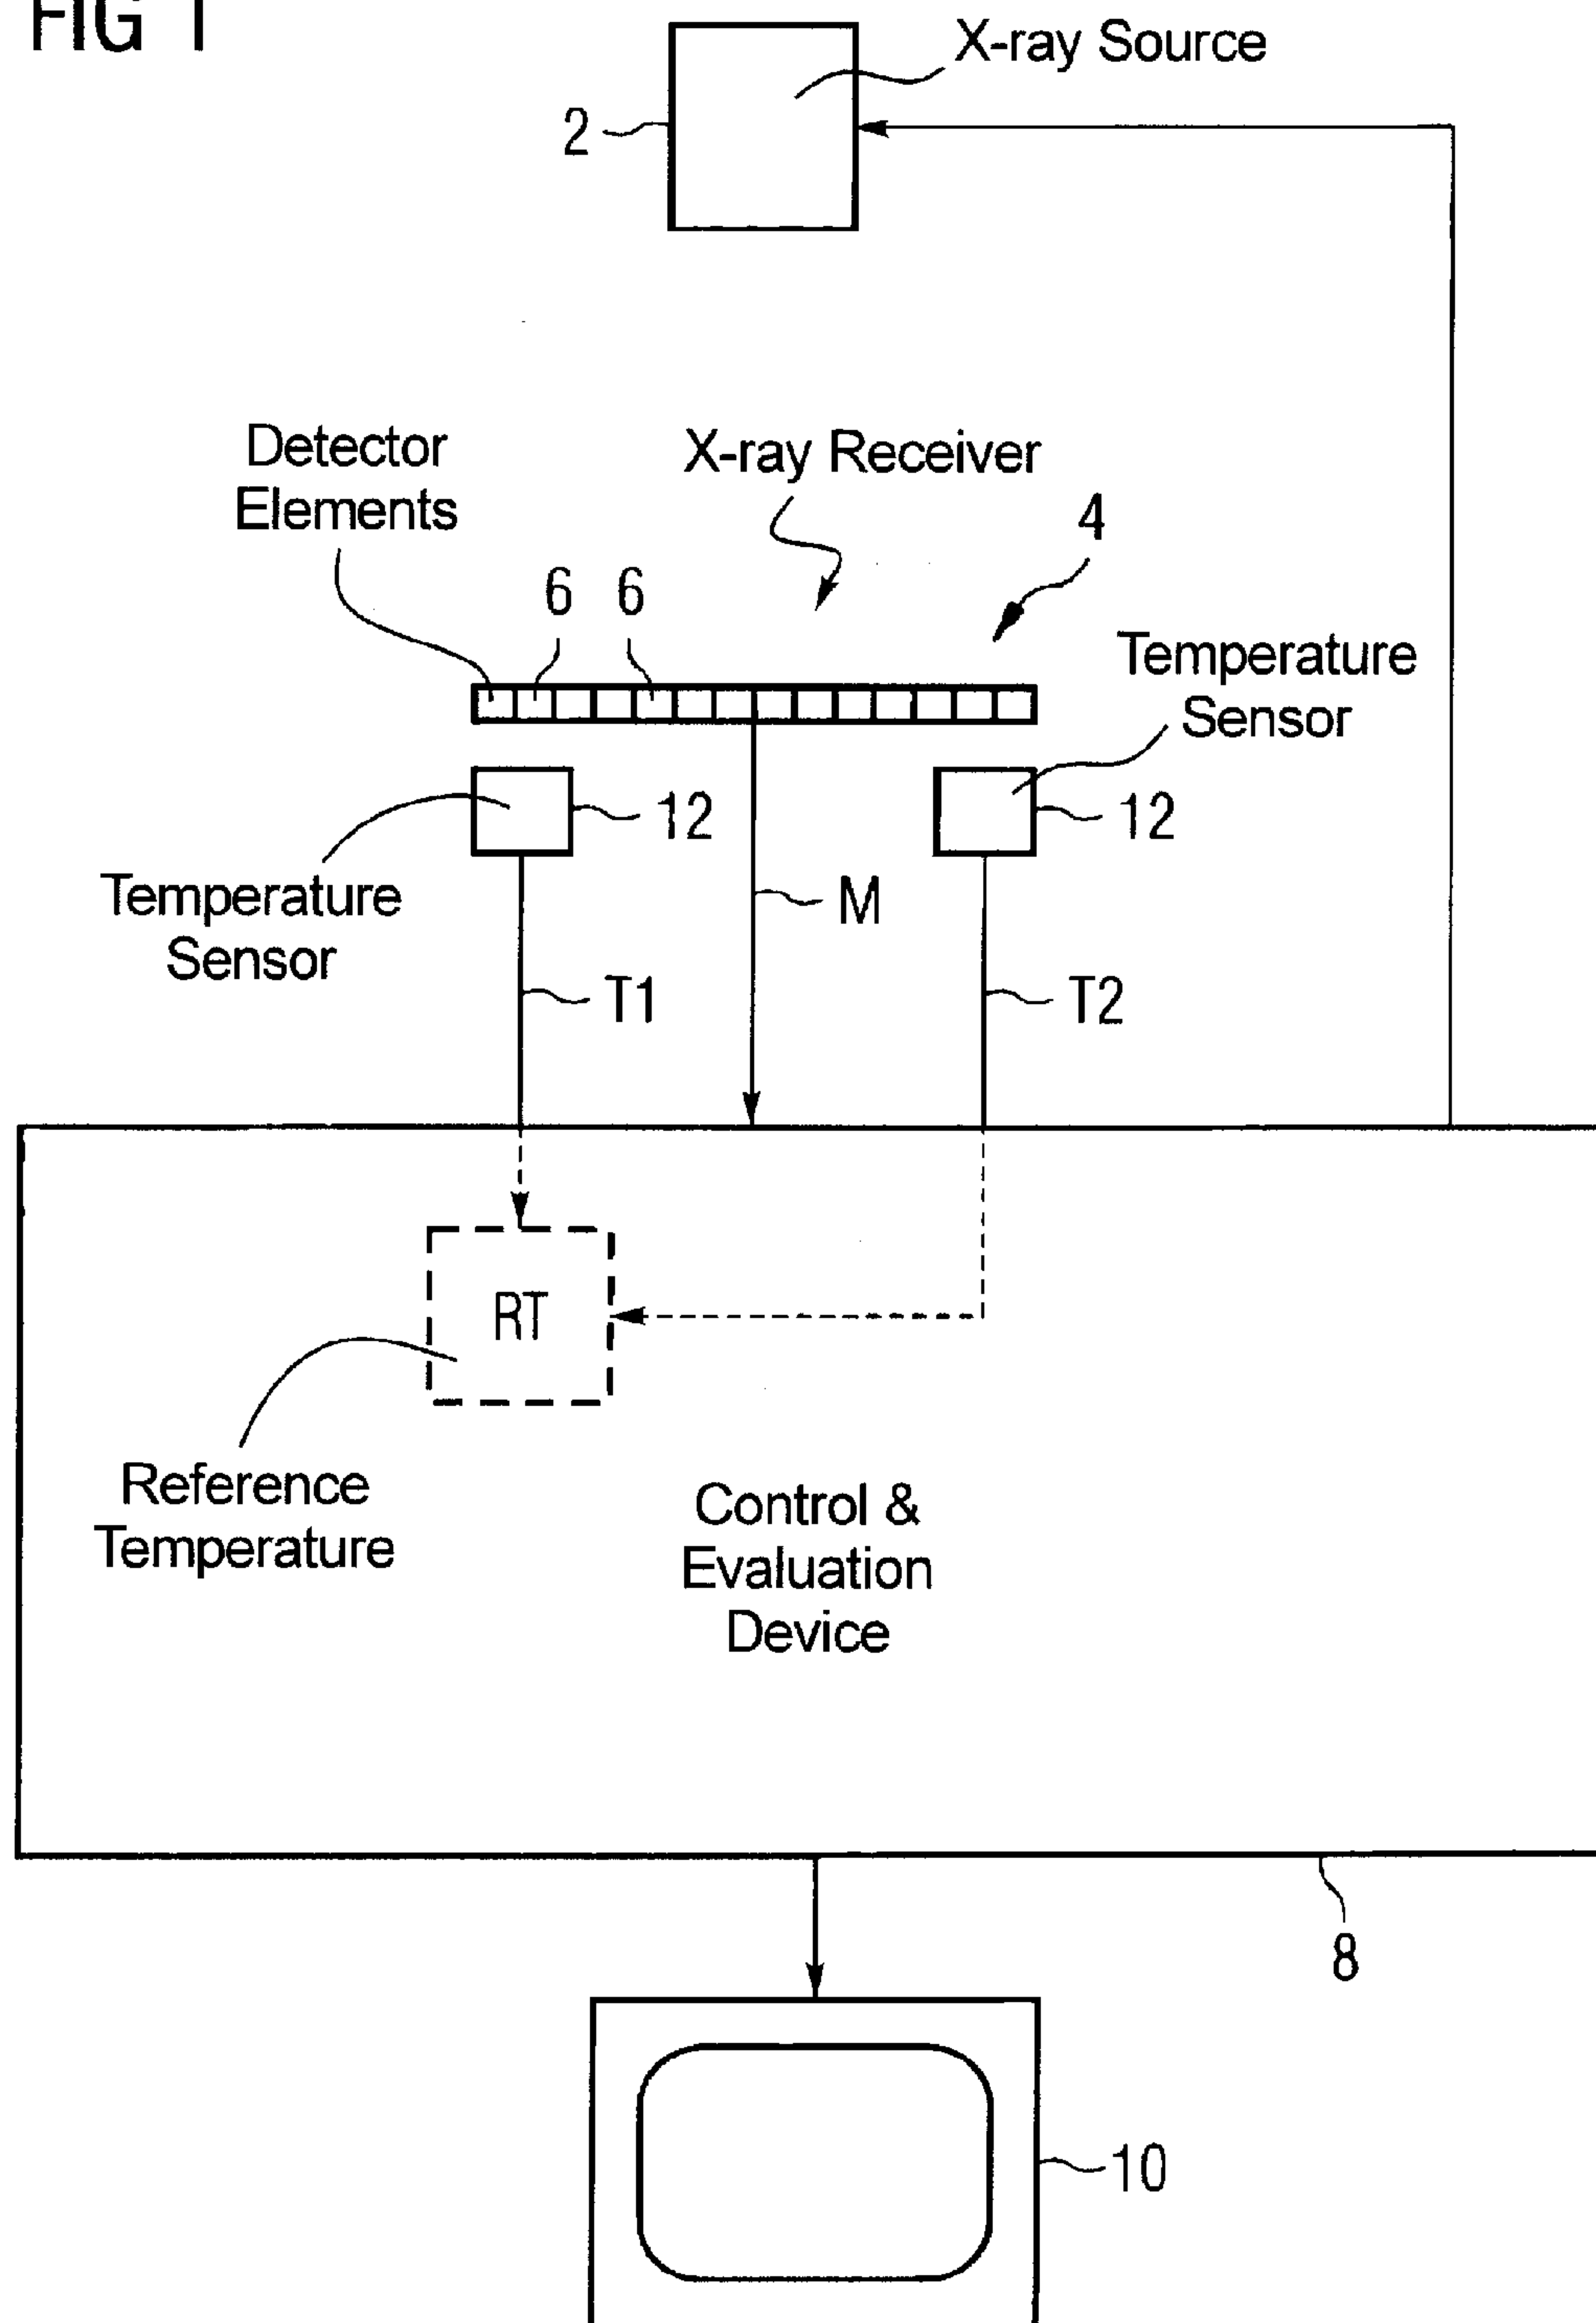 FIG 1
X-ray Source
2
Detector
Elements
X-ray Receiver
4
6 6
Temperature
Sensor
12
12
Temperature
Sensor
M
T1
T2
RT
Reference
Temperature
Control &
Evaluation
Device
8
10